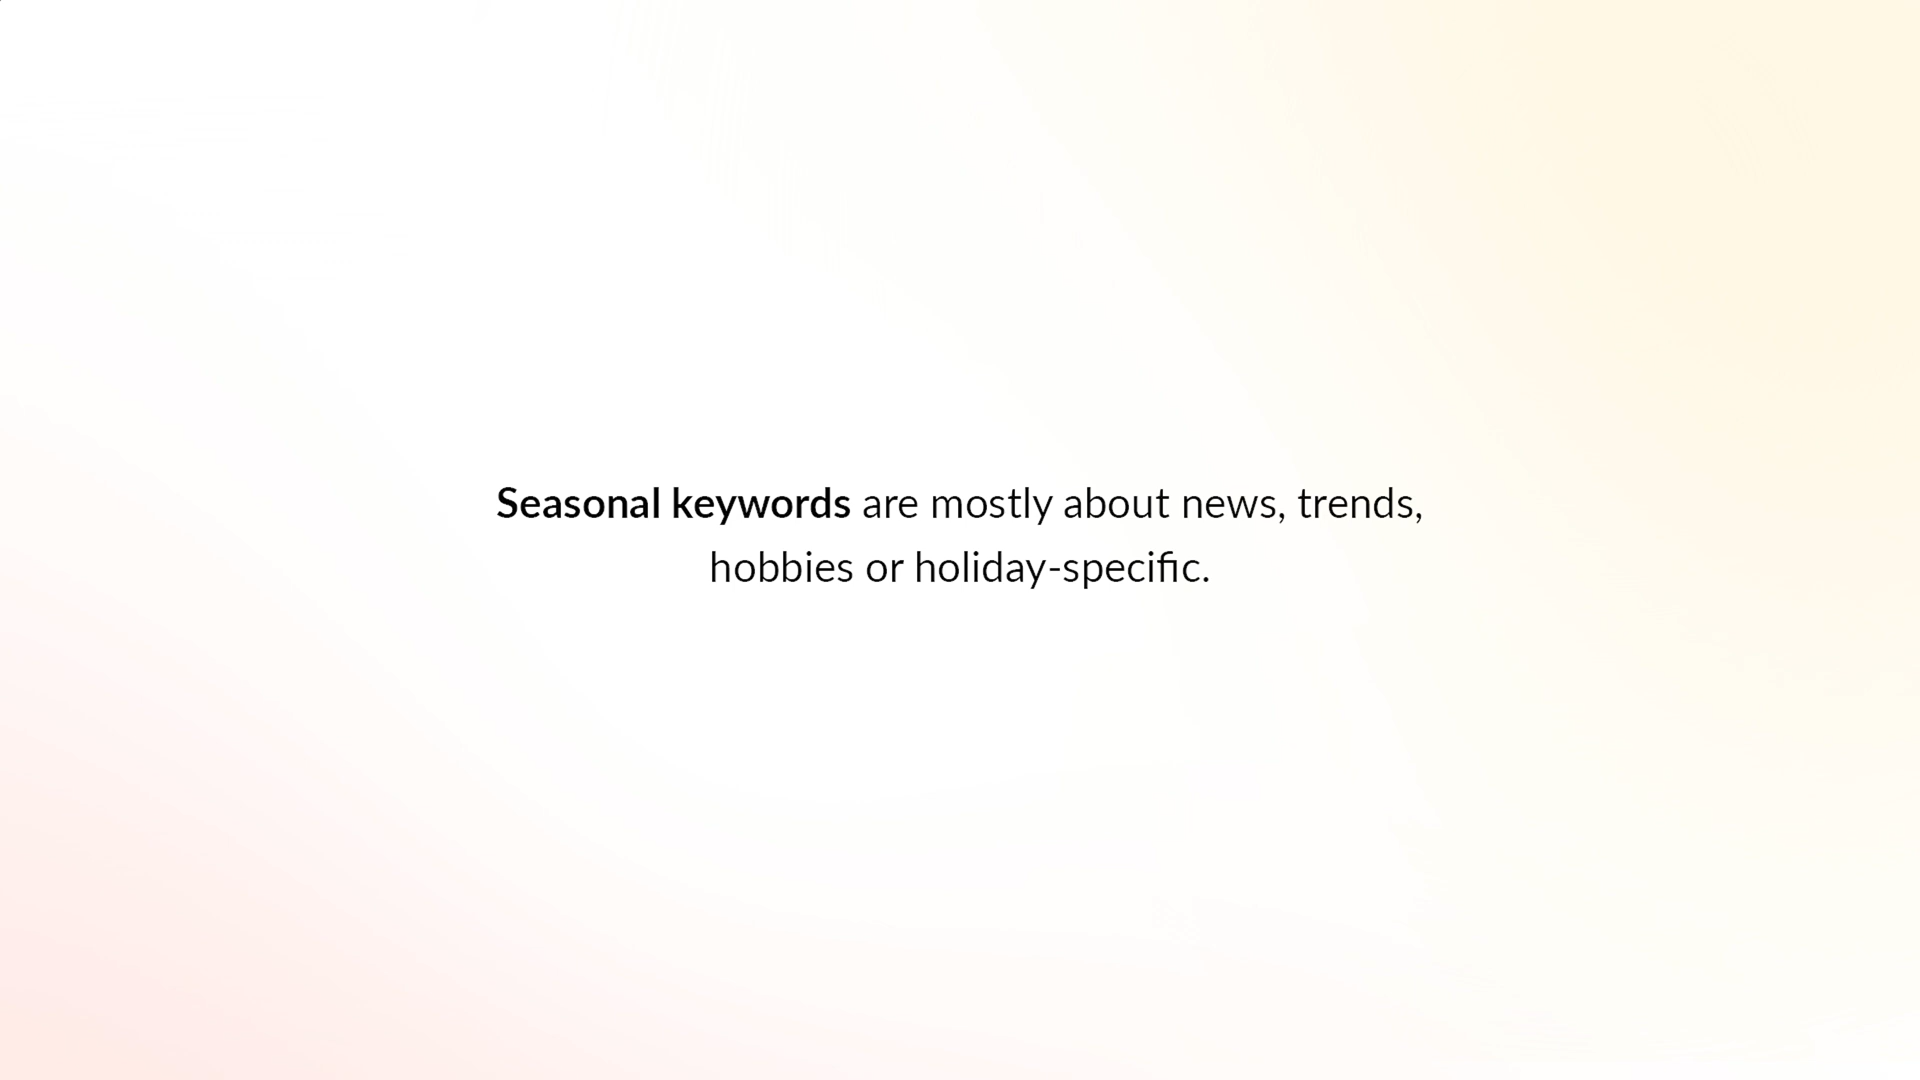 Seasonal keywords are mostly about news, trends,
hobbies or holiday-specific.